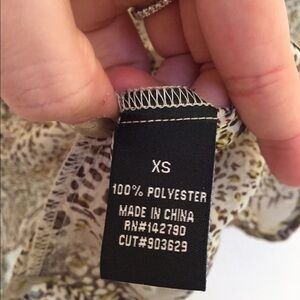 XS
100% POLYESTER
MADE IN CHINA
RN#142790
CUT#903629